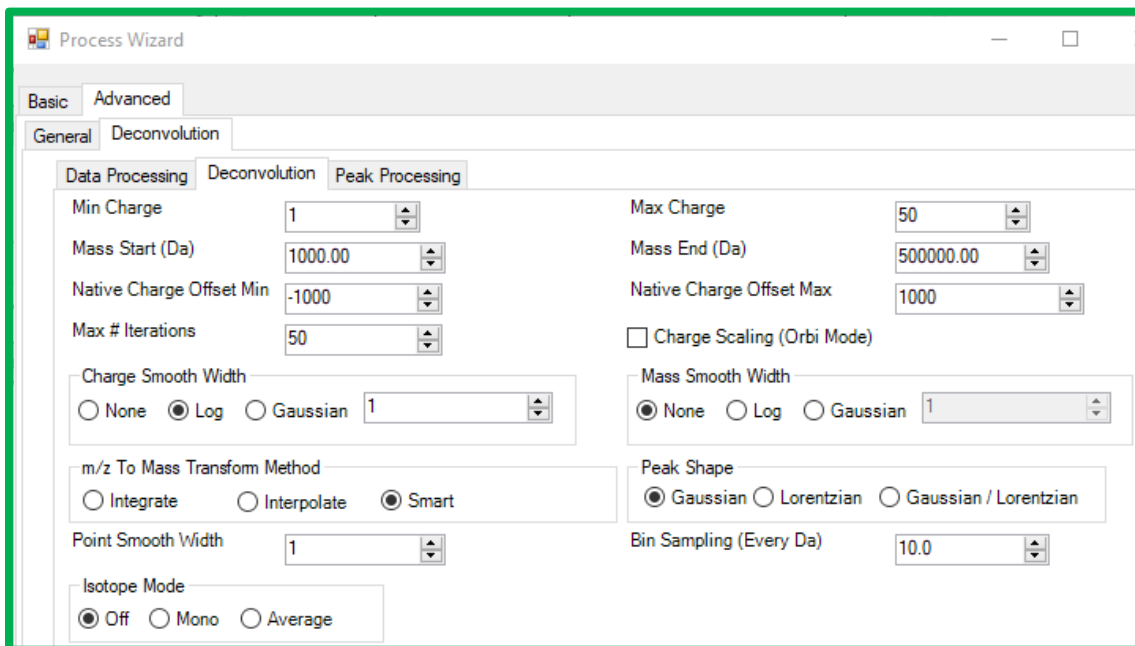 Process Wizard
Basic Advanced
General Deconvolution
Data Processing Deconvolution Peak Processing
Min Charge 1 Max Charge 50
Mass Start (Da) 1000.00 Mass End (Da) 500000.00
Native Charge Offset Min -1000 Native Charge Offset Max 1000
Max # Iterations 50 Charge Scaling (Orbi Mode)
Charge Smooth Width Mass Smooth Width
None Log Gaussian 1 None Log Gaussian 1
m/z To Mass Transform Method Peak Shape
Integrate Interpolate Smart Gaussian Lorentzian Gaussian / Lorentzian
Point Smooth Width 1 Bin Sampling (Every Da) 10.0
Isotope Mode
Off Mono Average